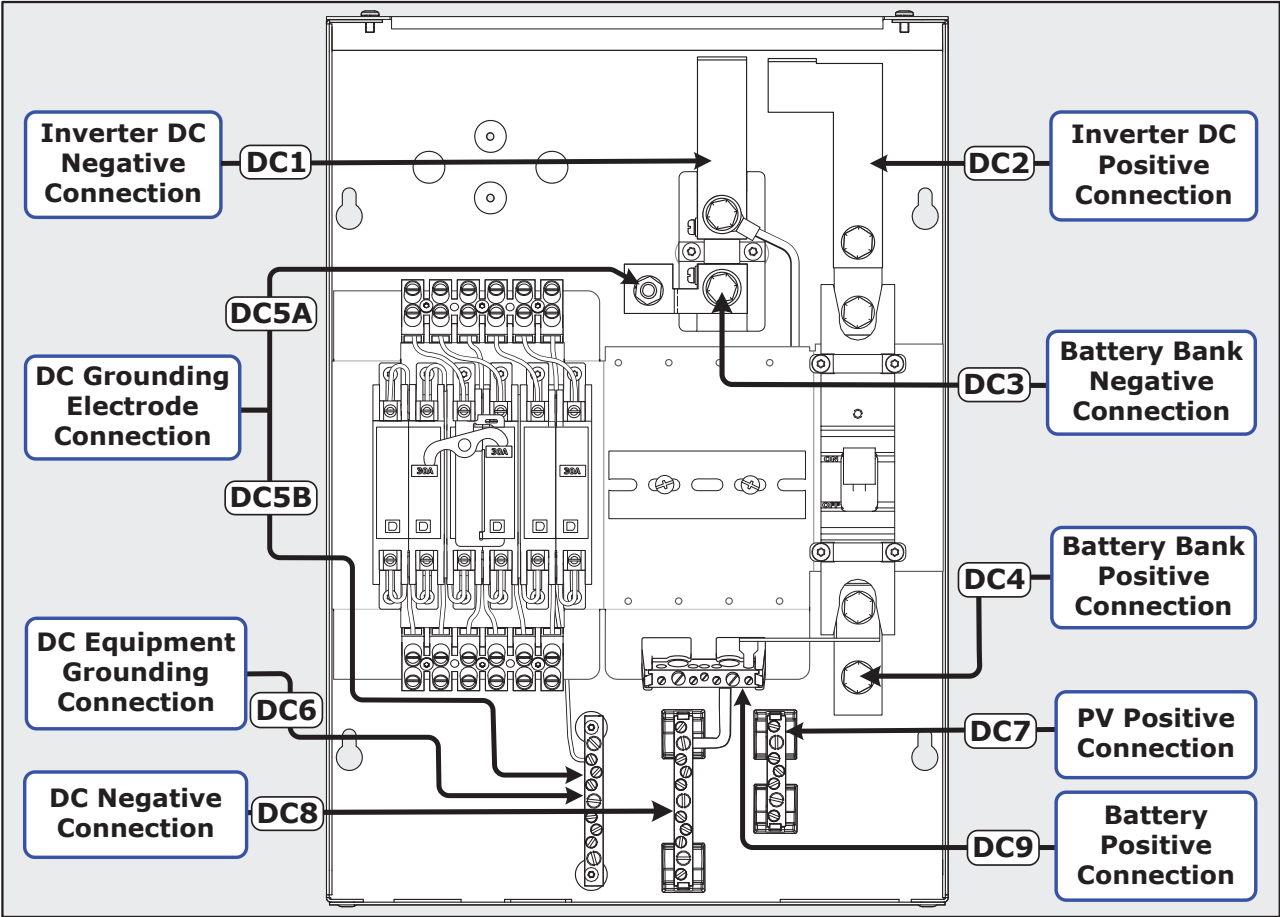 Inverter DC
Negative
Connection
DC1
DC2
Inverter DC
Positive
Connection
DC5A
DC Grounding
Electrode
Connection
DC5B
DC3
Battery Bank
Negative
Connection
30A
30A
30A
ON
OFF
DC4
Battery Bank
Positive
Connection
DC Equipment
Grounding
Connection
DC6
DC7
PV Positive
Connection
DC Negative
Connection
DC8
DC9
Battery
Positive
Connection